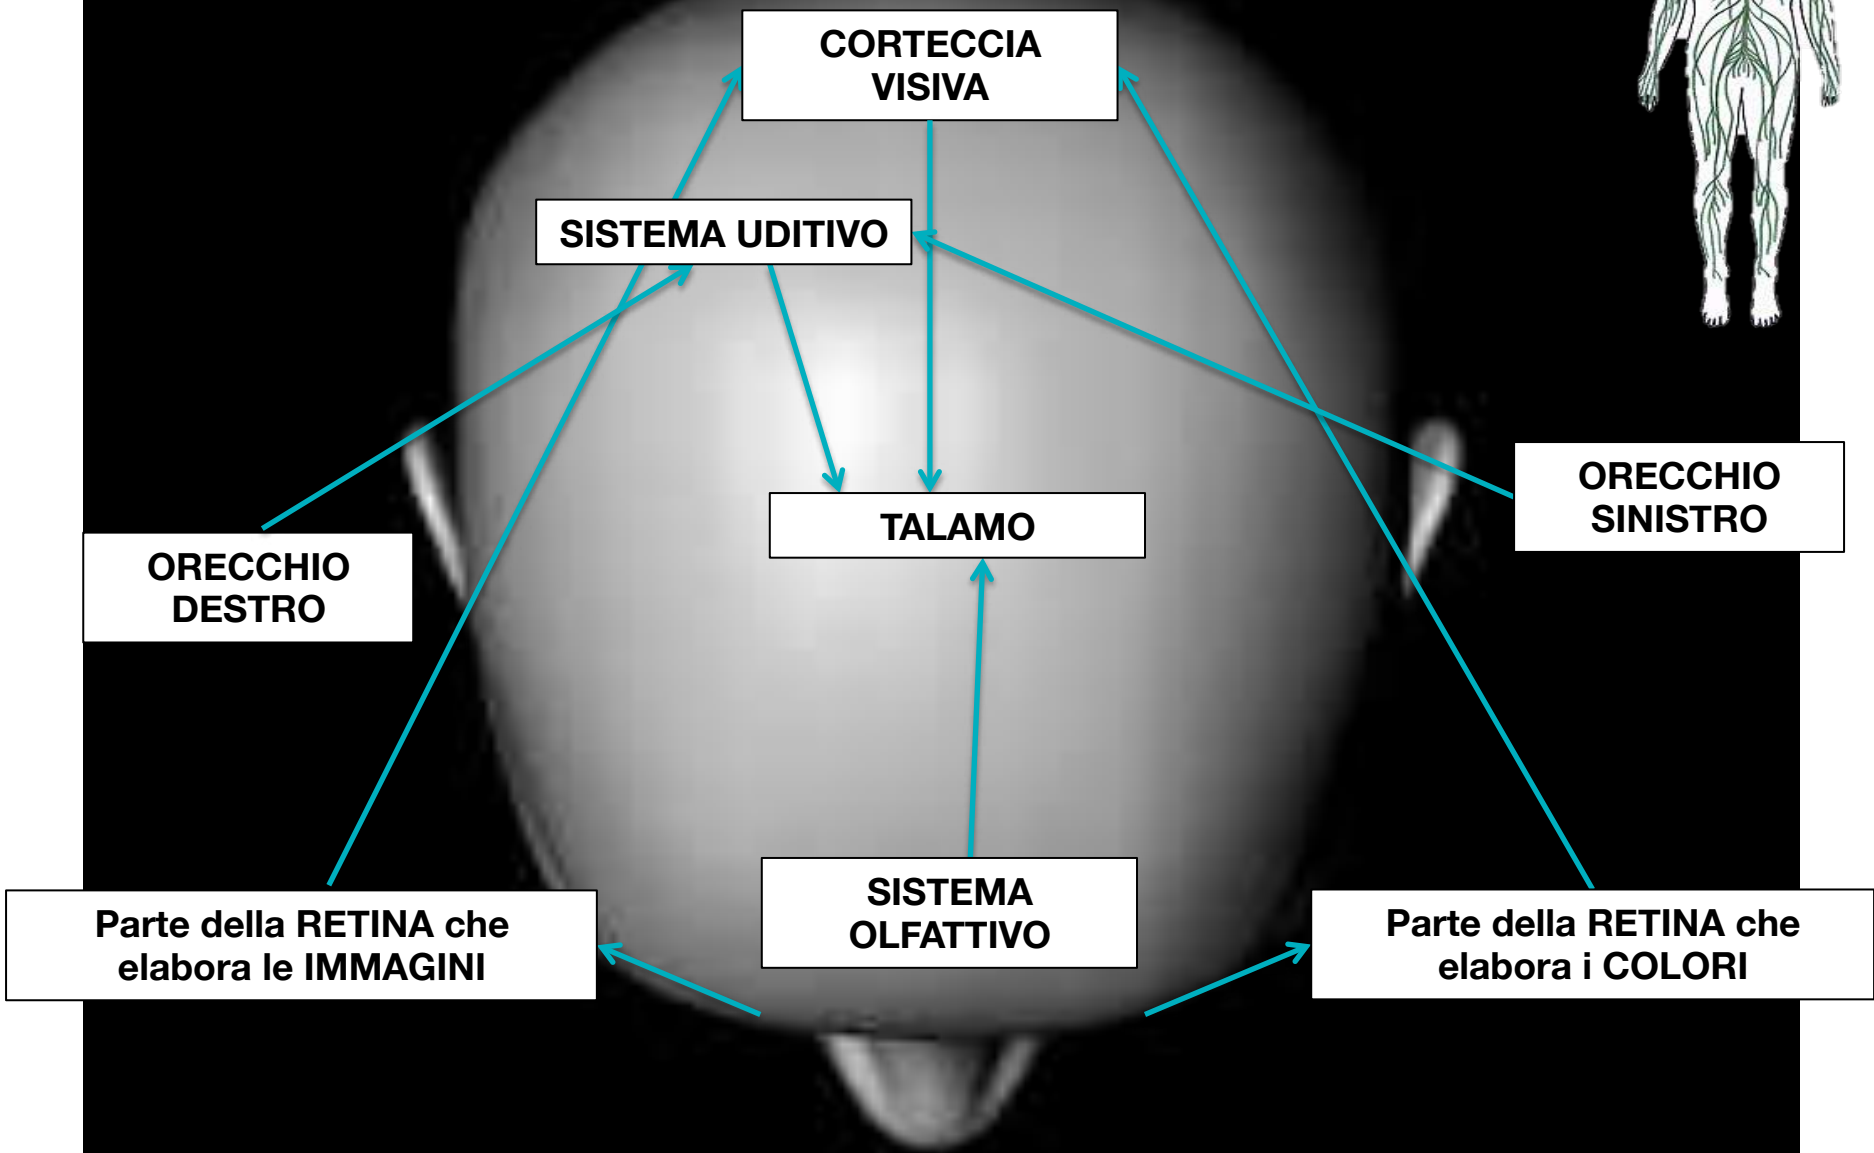 CORTECCIA
VISIVA
SISTEMA UDITIVO
TALAMO
ORECCHIO
SINISTRO
ORECCHIO
DESTRO
SISTEMA
OLFATTIVO
Parte della RETINA che
elabora le IMMAGINI
Parte della RETINA che
elabora i COLORI